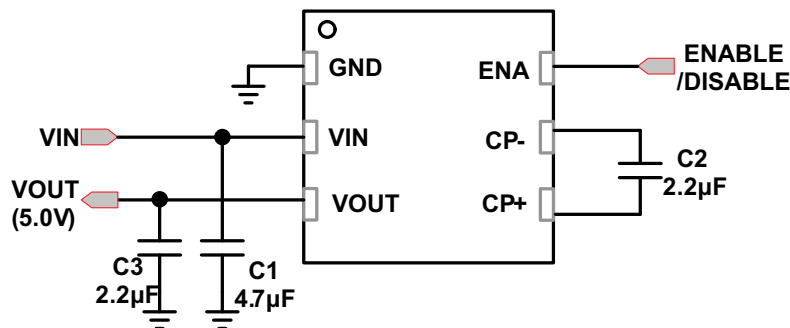 GND
ENA
ENABLE
/DISABLE
VIN
VIN
CP-
C2
2.2µF
VOUT
(5.0V)
VOUT
CP+
C3
2.2µF
C1
4.7µF